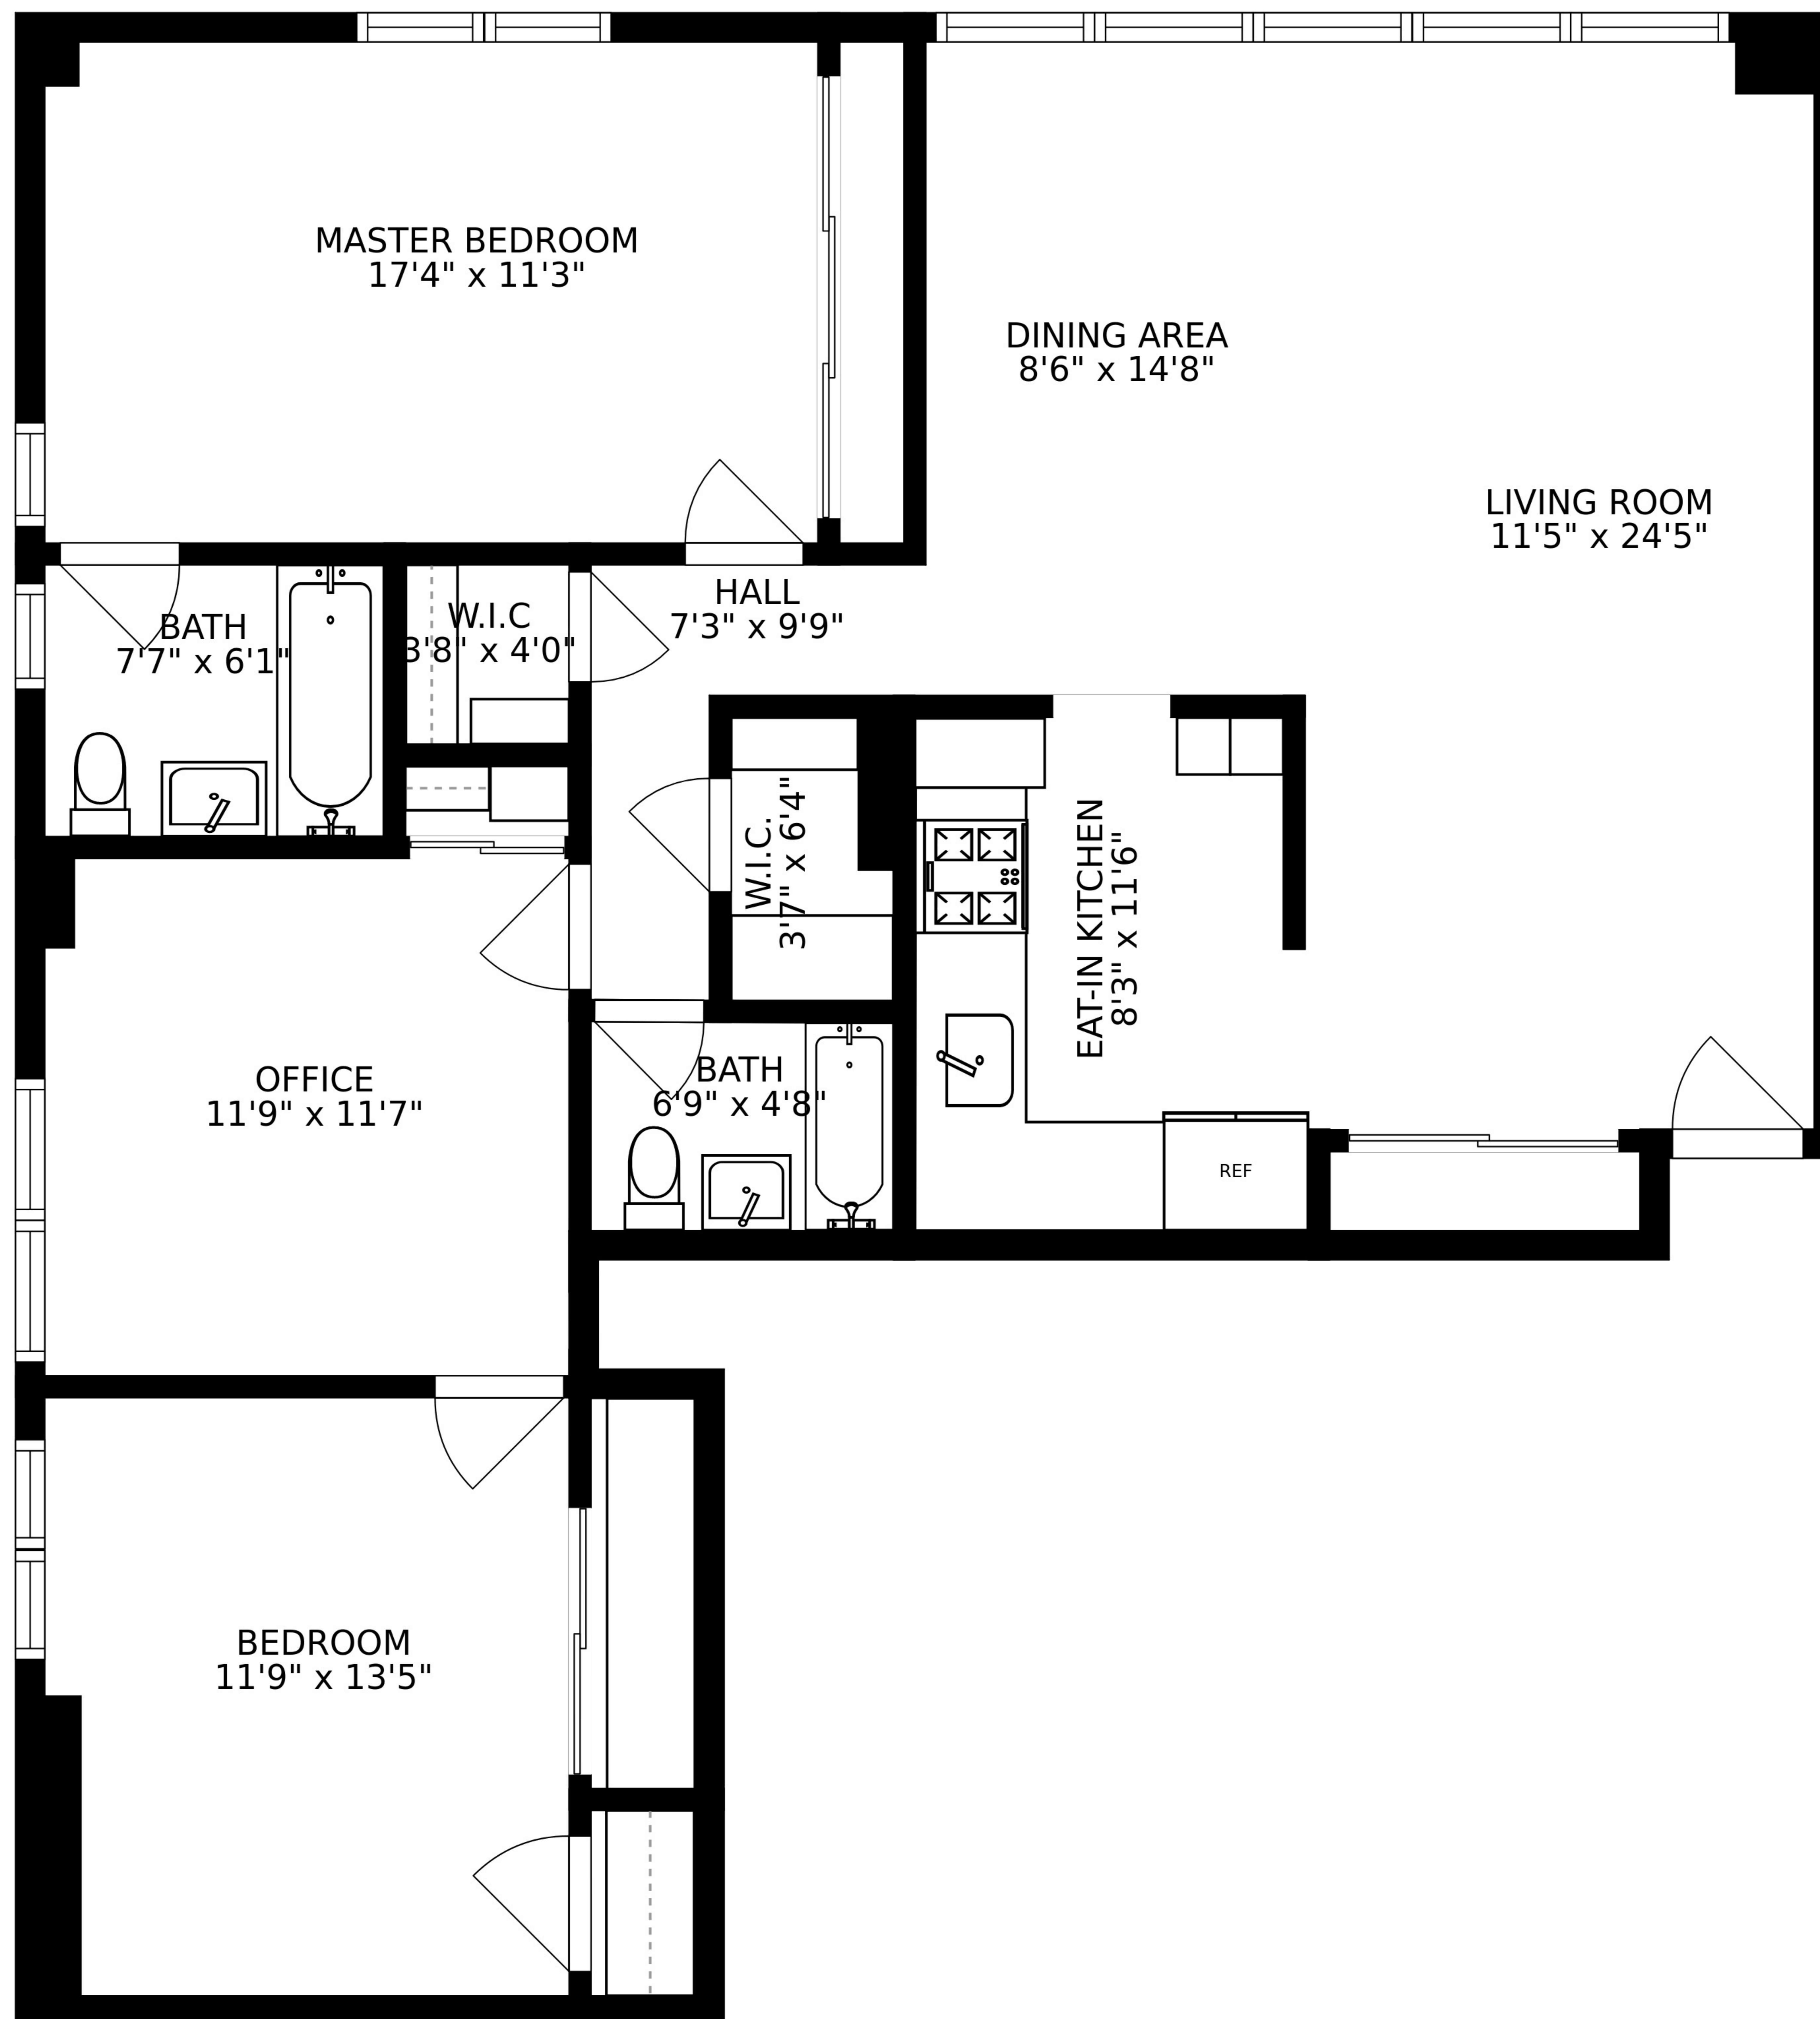 MASTER BEDROOM
17'4" x 11'3"
DINING AREA
8'6" x 14'8"
LIVING ROOM
11'5" x 24'5"
HALL
7'3" x 9'9"
W.I.C
3'8" x 4'0"
BATH
7'7" x 6'1"
W.I.C.
3'7" x 6'4"
EAT-IN KITCHEN
8'3" x 11'6"
OFFICE
11'9" x 11'7"
BATH
6'9" x 4'8"
REF
BEDROOM
11'9" x 13'5"